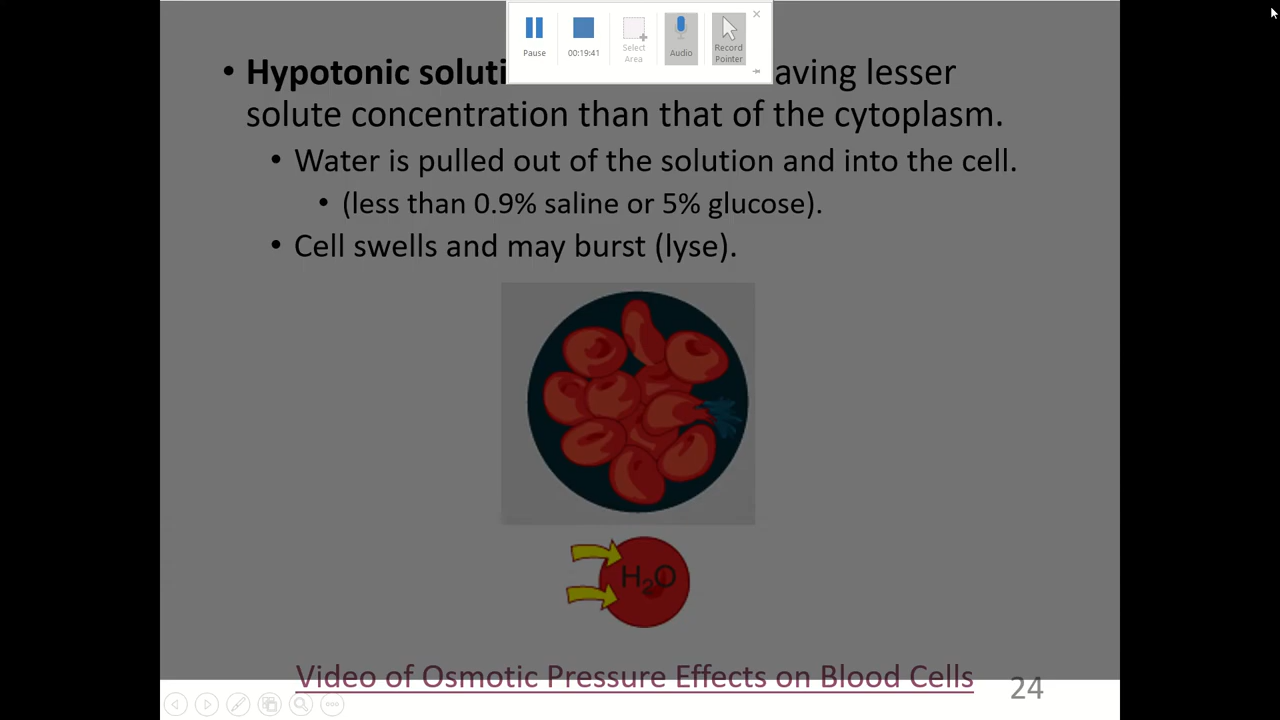 Pause
00:19:41
Select
Area
Audio
Record
Pointer
• Hypotonic soluti aving lesser
solute concentration than that of the cytoplasm.
• Water is pulled out of the solution and into the cell.
• (less than 0.9% saline or 5% glucose).
• Cell swells and may burst (lyse).
H₂O
Video of Osmotic Pressure Effects on Blood Cells
24